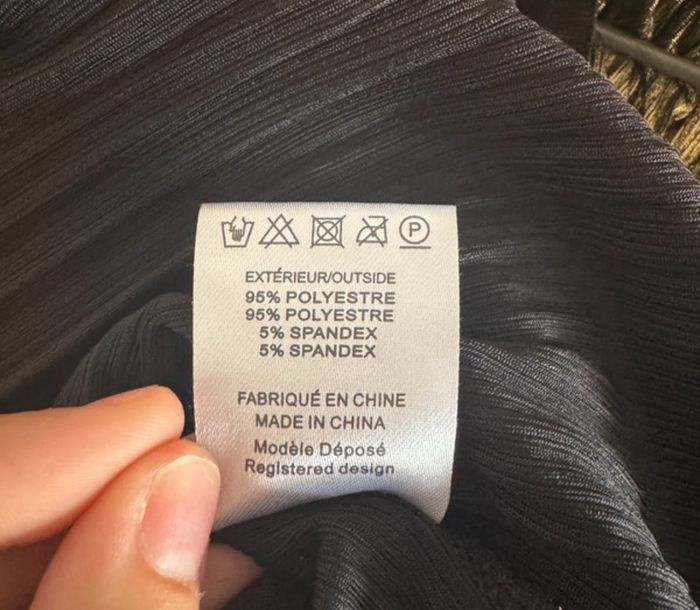 P
EXTÉRIEUR/OUTSIDE
95% POLYESTRE
95% POLYESTRE
5% SPANDEX
5% SPANDEX
FABRIQUÉ EN CHINE
MADE IN CHINA
Modèle Déposé
Registered design